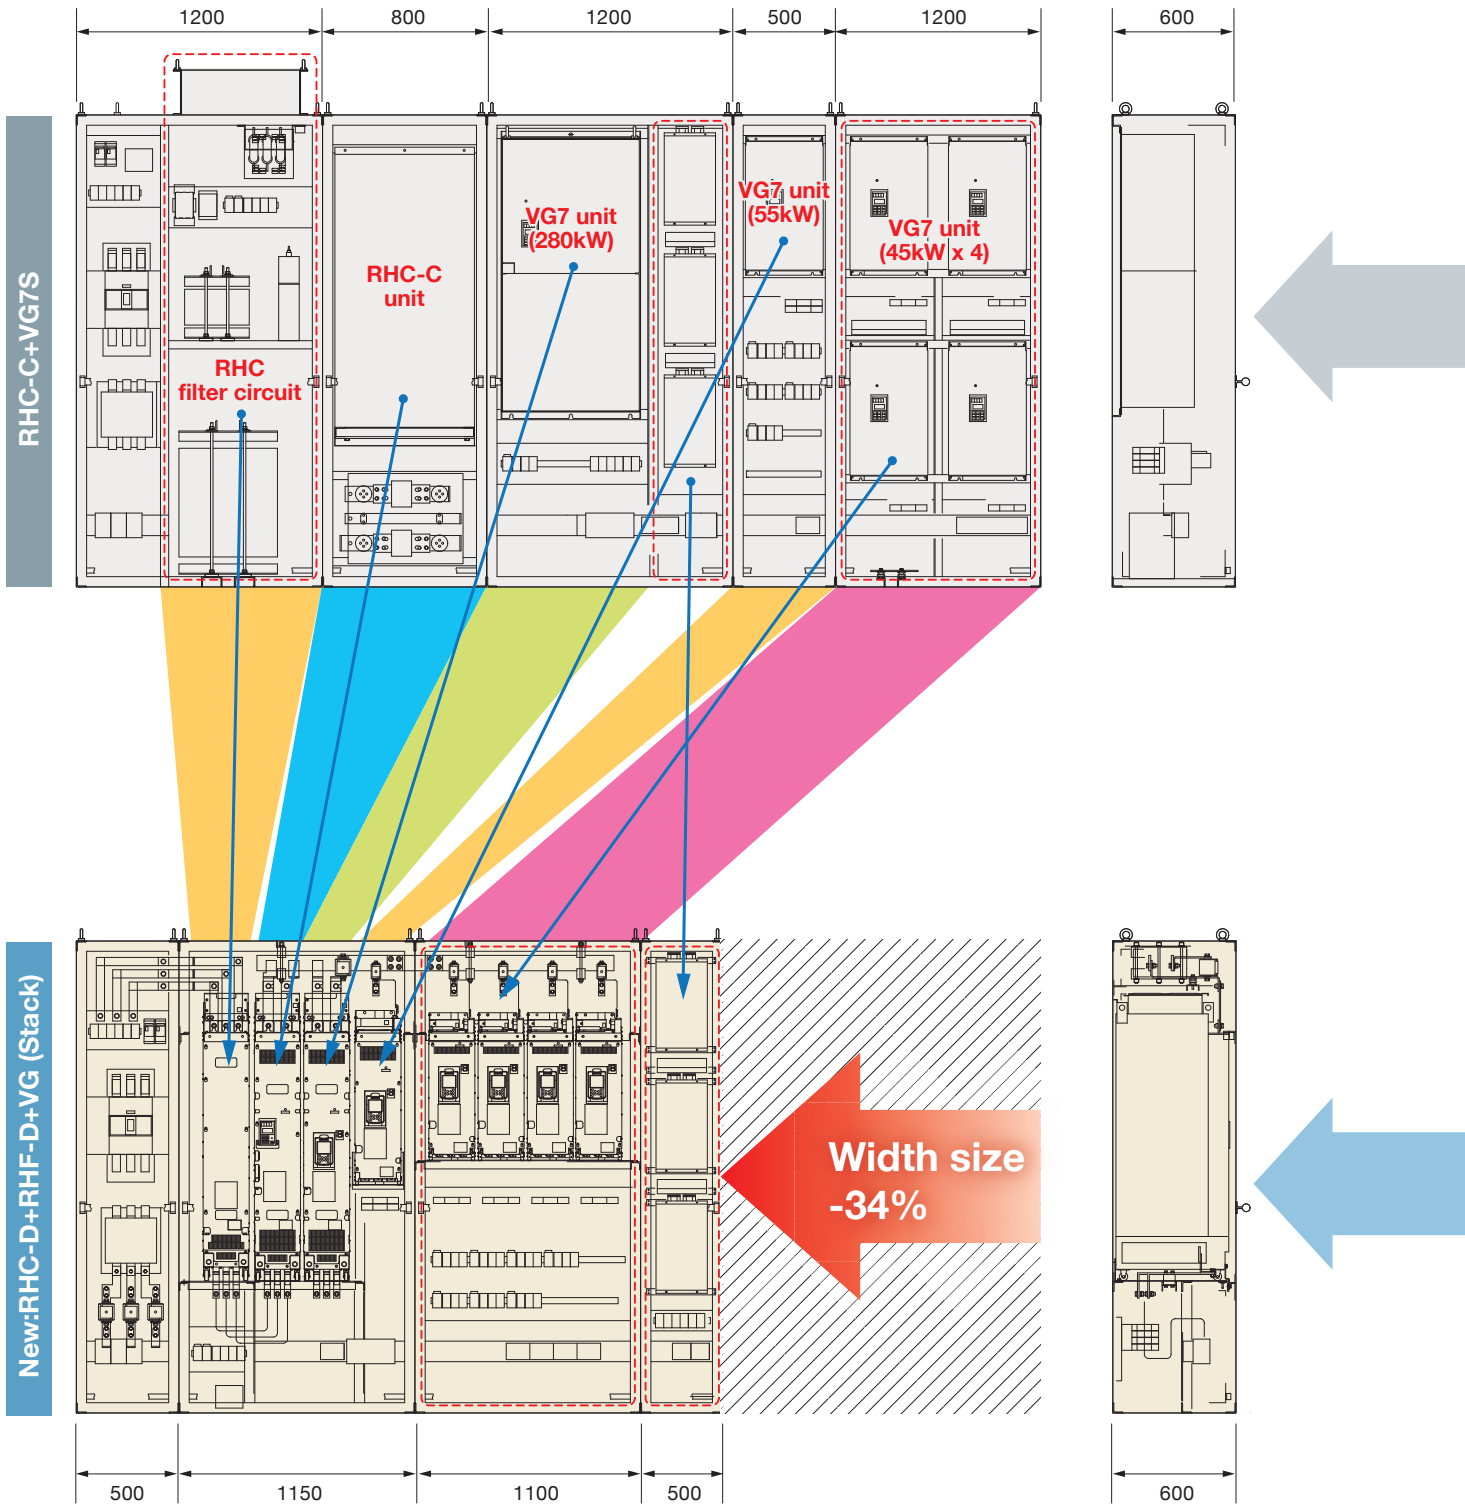 1200
800
1200
500
1200
600
RHC-C+VG7S
VG7 unit
(280kW)
VG7 unit
(55kW)
VG7 unit
(45kW x 4)
RHC-C
unit
RHC
filter circuit
New:RHC-D+RHF-D+VG (Stack)
Width size
-34%
500
1150
1100
500
600